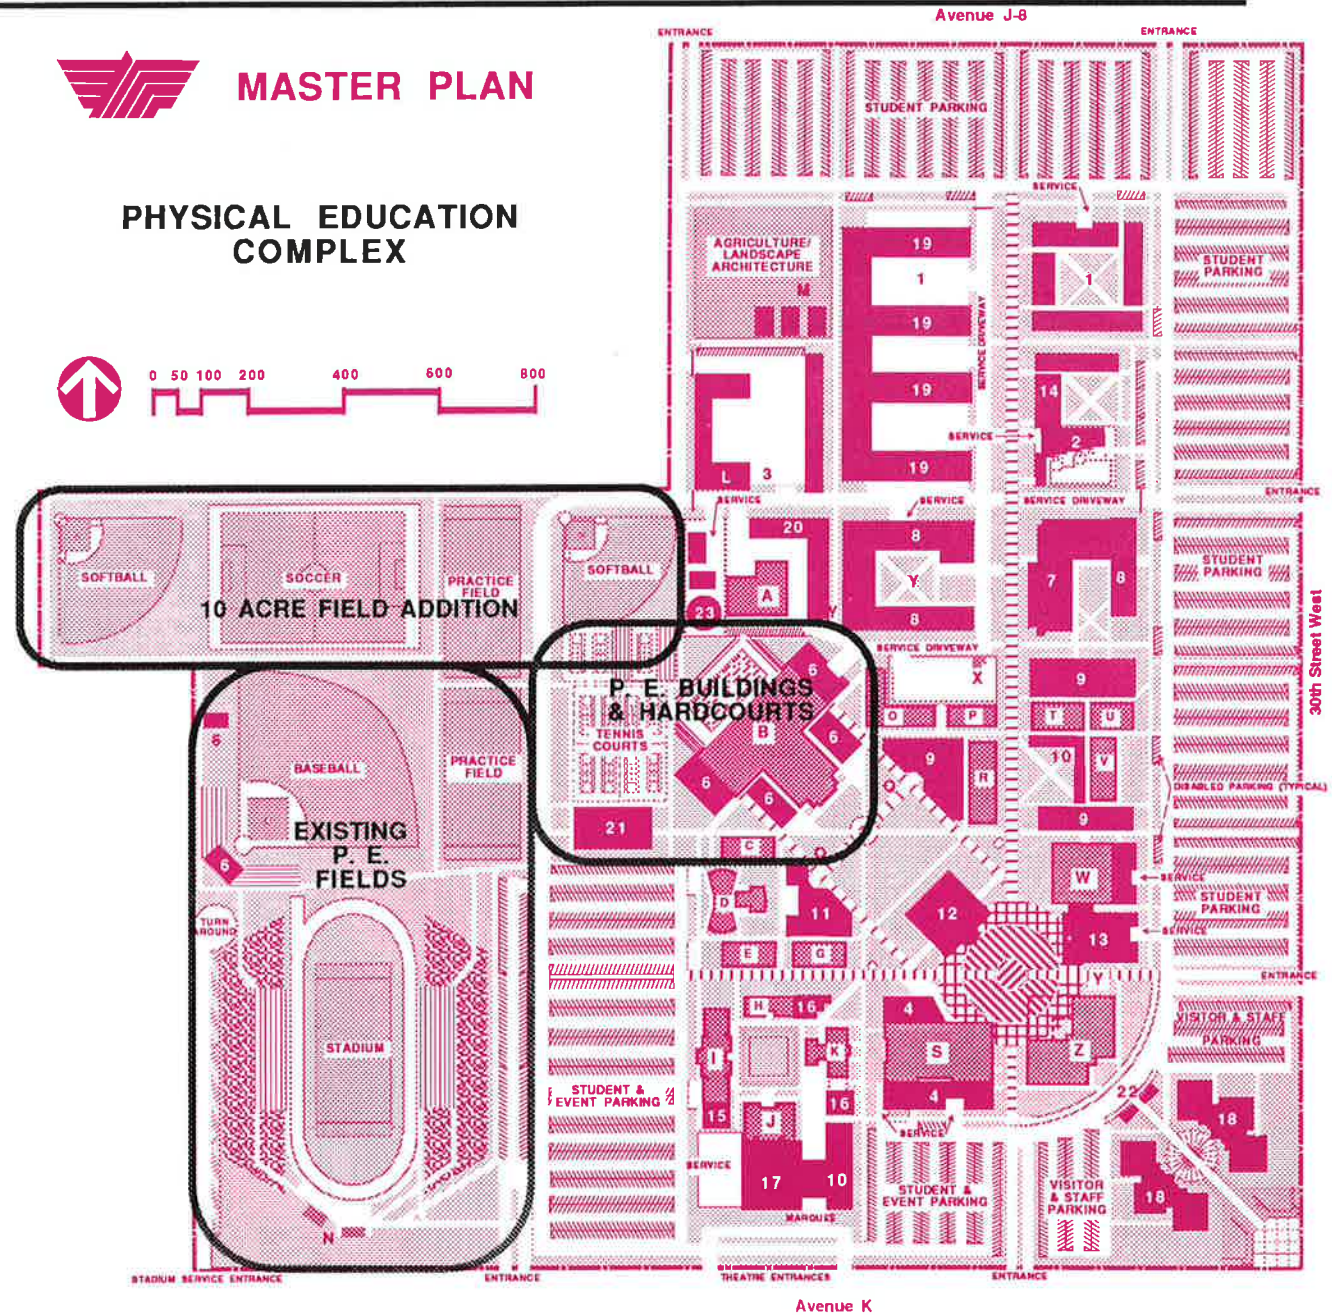 Avenue J-8
ENTRANCE
ENTRANCE
MASTER PLAN
STUDENT PARKING
PHYSICAL EDUCATION
COMPLEX
SERVICE
AGRICULTURE/
LANDSCAPE
ARCHITECTURE
M
19
1
19
19
19
SERVICE DRIVEWAY
1
STUDENT
PARKING
0 50 100 200 400 600 800
14
SERVICE
2
L
3
SERVICE
SERVICE
SERVICE DRIVEWAY
ENTRANCE
SOFTBALL
SOCCER
PRACTICE
FIELD
SOFTBALL
10 ACRE FIELD ADDITION
20
A
23
Y
8
Y
8
7
8
STUDENT
PARKING
30th Street West
SERVICE DRIVEWAY
P. E. BUILDINGS
& HARDCOURTS
TENNIS
COURTS
B
6
6
6
6
21
X
O
P
9
T
U
9
R
10
V
9
DISABLED PARKING (TYPICAL)
6
BASEBALL
PRACTICE
FIELD
EXISTING
P. E.
FIELDS
6
TURN
AROUND
STADIUM
N
C
D
11
E
G
12
W
SERVICE
13
SERVICE
STUDENT
PARKING
ENTRANCE
Y
H
16
I
K
15
J
16
4
S
4
Z
SERVICE
VISITOR & STAFF
PARKING
22
18
18
STUDENT &
EVENT PARKING
SERVICE
17
10
MARQUEE
STUDENT &
EVENT PARKING
VISITOR
& STAFF
PARKING
STADIUM SERVICE ENTRANCE
ENTRANCE
THEATRE ENTRANCES
ENTRANCE
Avenue K